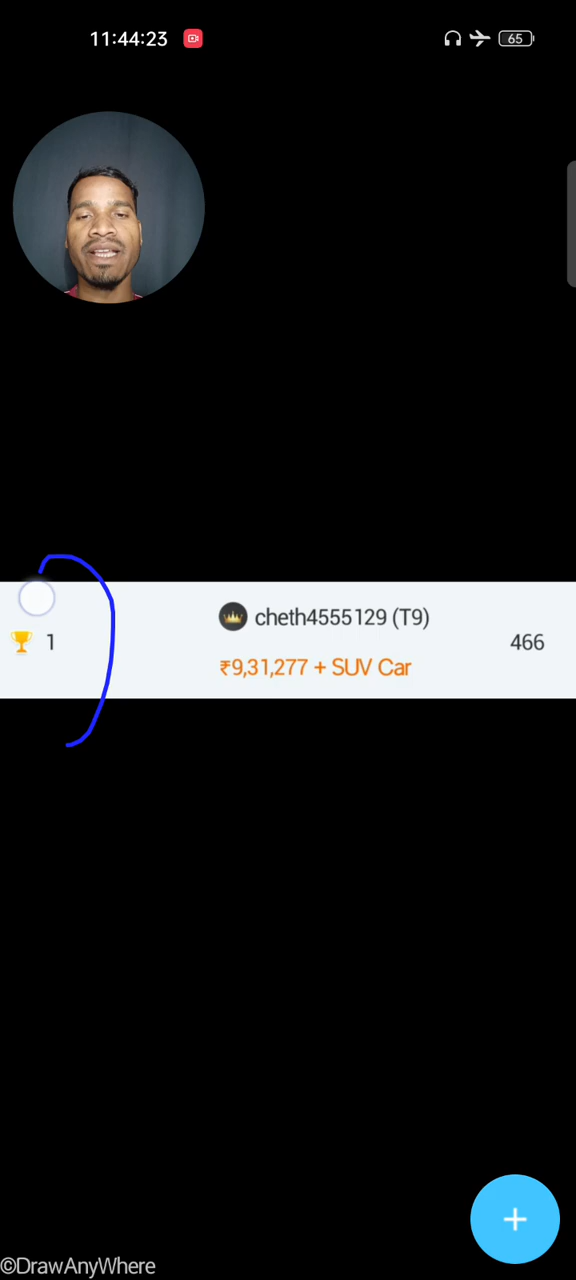 11:44:23
65
cheth4555129 (T9)
1
466
₹9,31,277 + SUV Car
+
©DrawAnyWhere